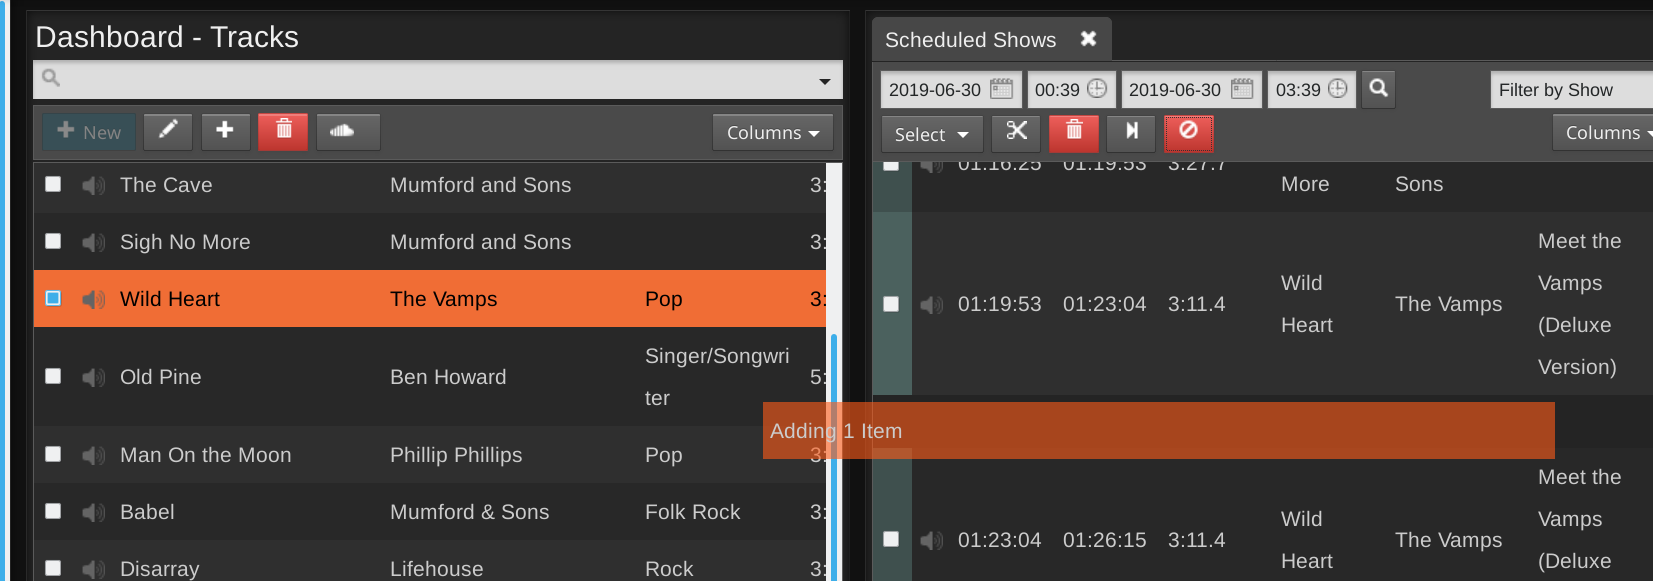 Dashboard - Tracks
New
Columns
The Cave Mumford and Sons 3:
Sigh No More Mumford and Sons 3:
Wild Heart The Vamps Pop 3:
Old Pine Ben Howard Singer/Songwri
ter 5:
Man On the Moon Phillip Phillips Pop 3:
Babel Mumford & Sons Folk Rock 3:
Disarray Lifehouse Rock 3:
Adding 1 Item
Scheduled Shows
2019-06-30 00:39 2019-06-30 03:39 Filter by Show
Select Columns
01:16:25 01:19:53 3:27.7
More Sons
Meet the
Wild Vamps
01:19:53 01:23:04 3:11.4 The Vamps
Heart (Deluxe
Version)
Meet the
Wild Vamps
01:23:04 01:26:15 3:11.4 The Vamps
Heart (Deluxe